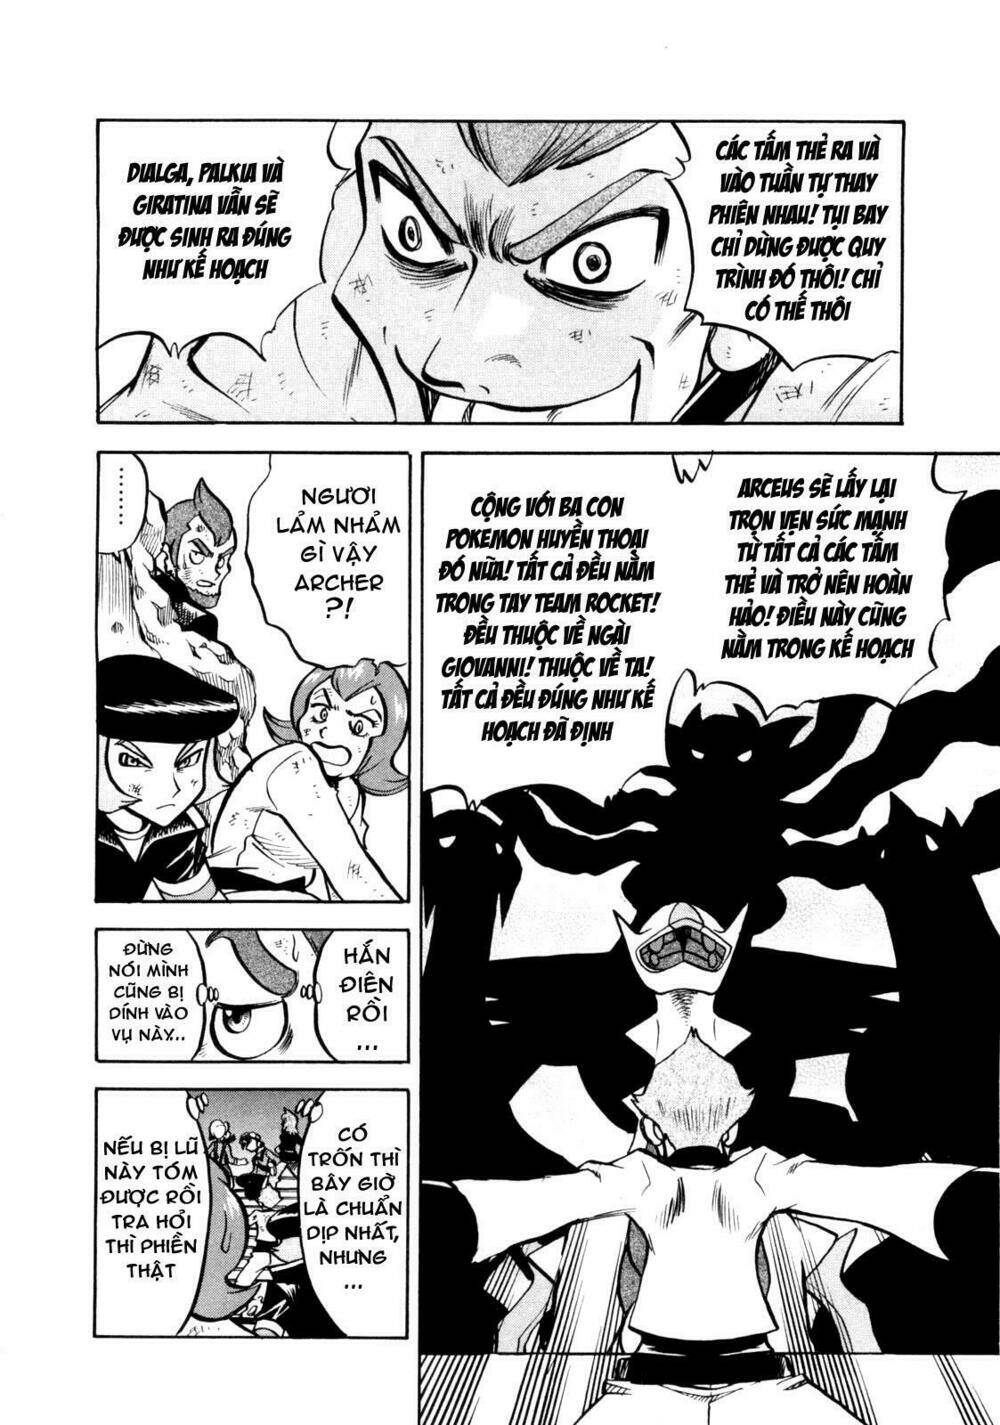 CÁC TẤM THẺ RA VÀ
VÀO TUẦN TỰ THAY
PHIÊN NHAU! TỤI BAY
CHỈ DỪNG ĐƯỢC QUY
TRÌNH ĐÓ THÔI! CHỈ
CÓ THẾ THÔI
DIALGA, PALKIA VÀ
GIRATINA VẪN SẼ
ĐƯỢC SINH RA ĐÚNG
NHƯ KẾ HOẠCH
ARCEUS SẼ LẤY LẠI
TRỌN VẸN SỨC MẠNH
TỪ TẤT CẢ CÁC TẤM
THẺ VÀ TRỞ NÊN HOÀN
HẢO! ĐIỀU NÀY CŨNG
NẰM TRONG KẾ HOẠCH
CỘNG VỚI BA CON
POKEMON HUYỀN THOẠI
ĐÓ NỮA! TẤT CẢ ĐỀU NẰM
TRONG TAY TEAM ROCKET!
ĐỀU THUỘC VỀ NGÀI
GIOVANNI! THUỘC VỀ TA!
TẤT CẢ ĐỀU ĐÚNG NHƯ KẾ
HOẠCH ĐÃ ĐỊNH
NGƯƠI
LẢM NHẢM
GÌ VẬY
ARCHER
?!
........
HẮN
ĐIÊN RỒI
...
ĐỪNG
NÓI MÌNH
CŨNG BỊ
DÍNH VÀO
VỤ NÀY...
CÓ
TRỐN THÌ
BÂY GIỜ
LÀ CHUẨN
DỊP NHẤT,
NHƯNG
...
NẾU BỊ LŨ
NÀY TÓM
ĐƯỢC RỒI
TRA HỎI
THÌ PHIỀN
THẬT